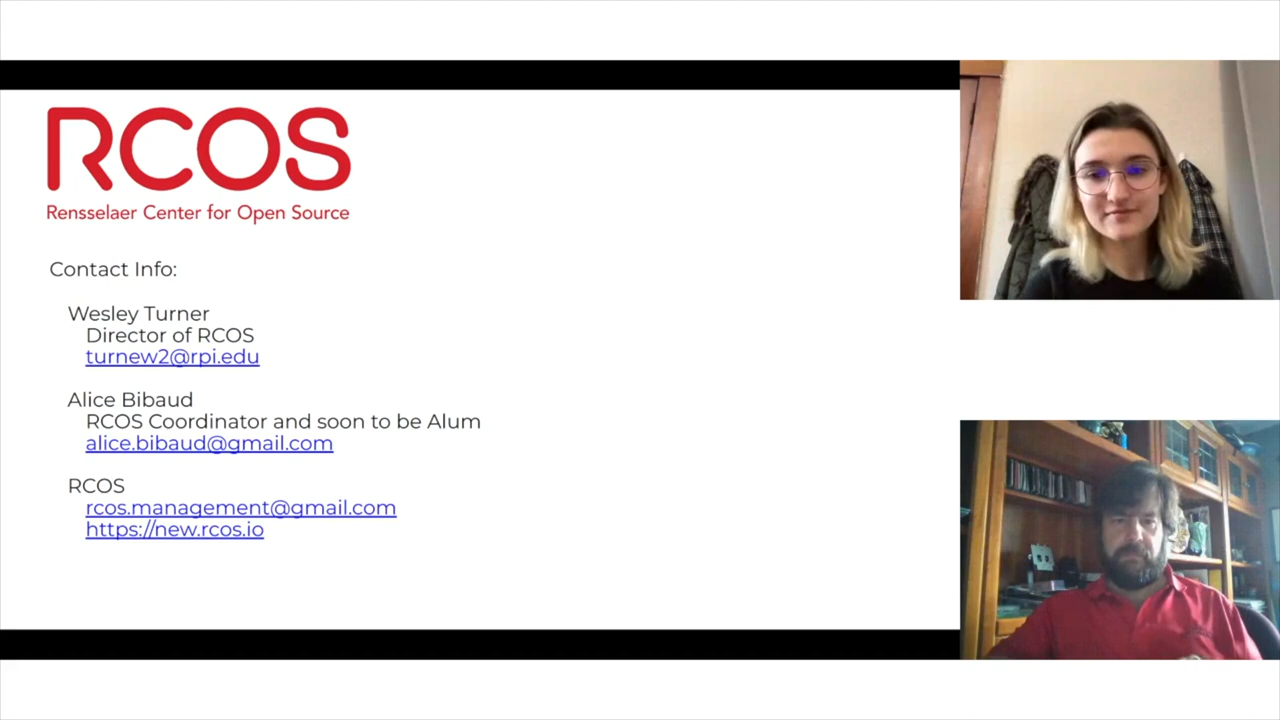 RCOS
Rensselaer Center for Open Source
Contact Info:
Wesley Turner
Director of RCOS
turnew2@rpi.edu
Alice Bibaud
RCOS Coordinator and soon to be Alum
alice.bibaud@gmail.com
RCOS
rcos.management@gmail.com
https://new.rcos.io